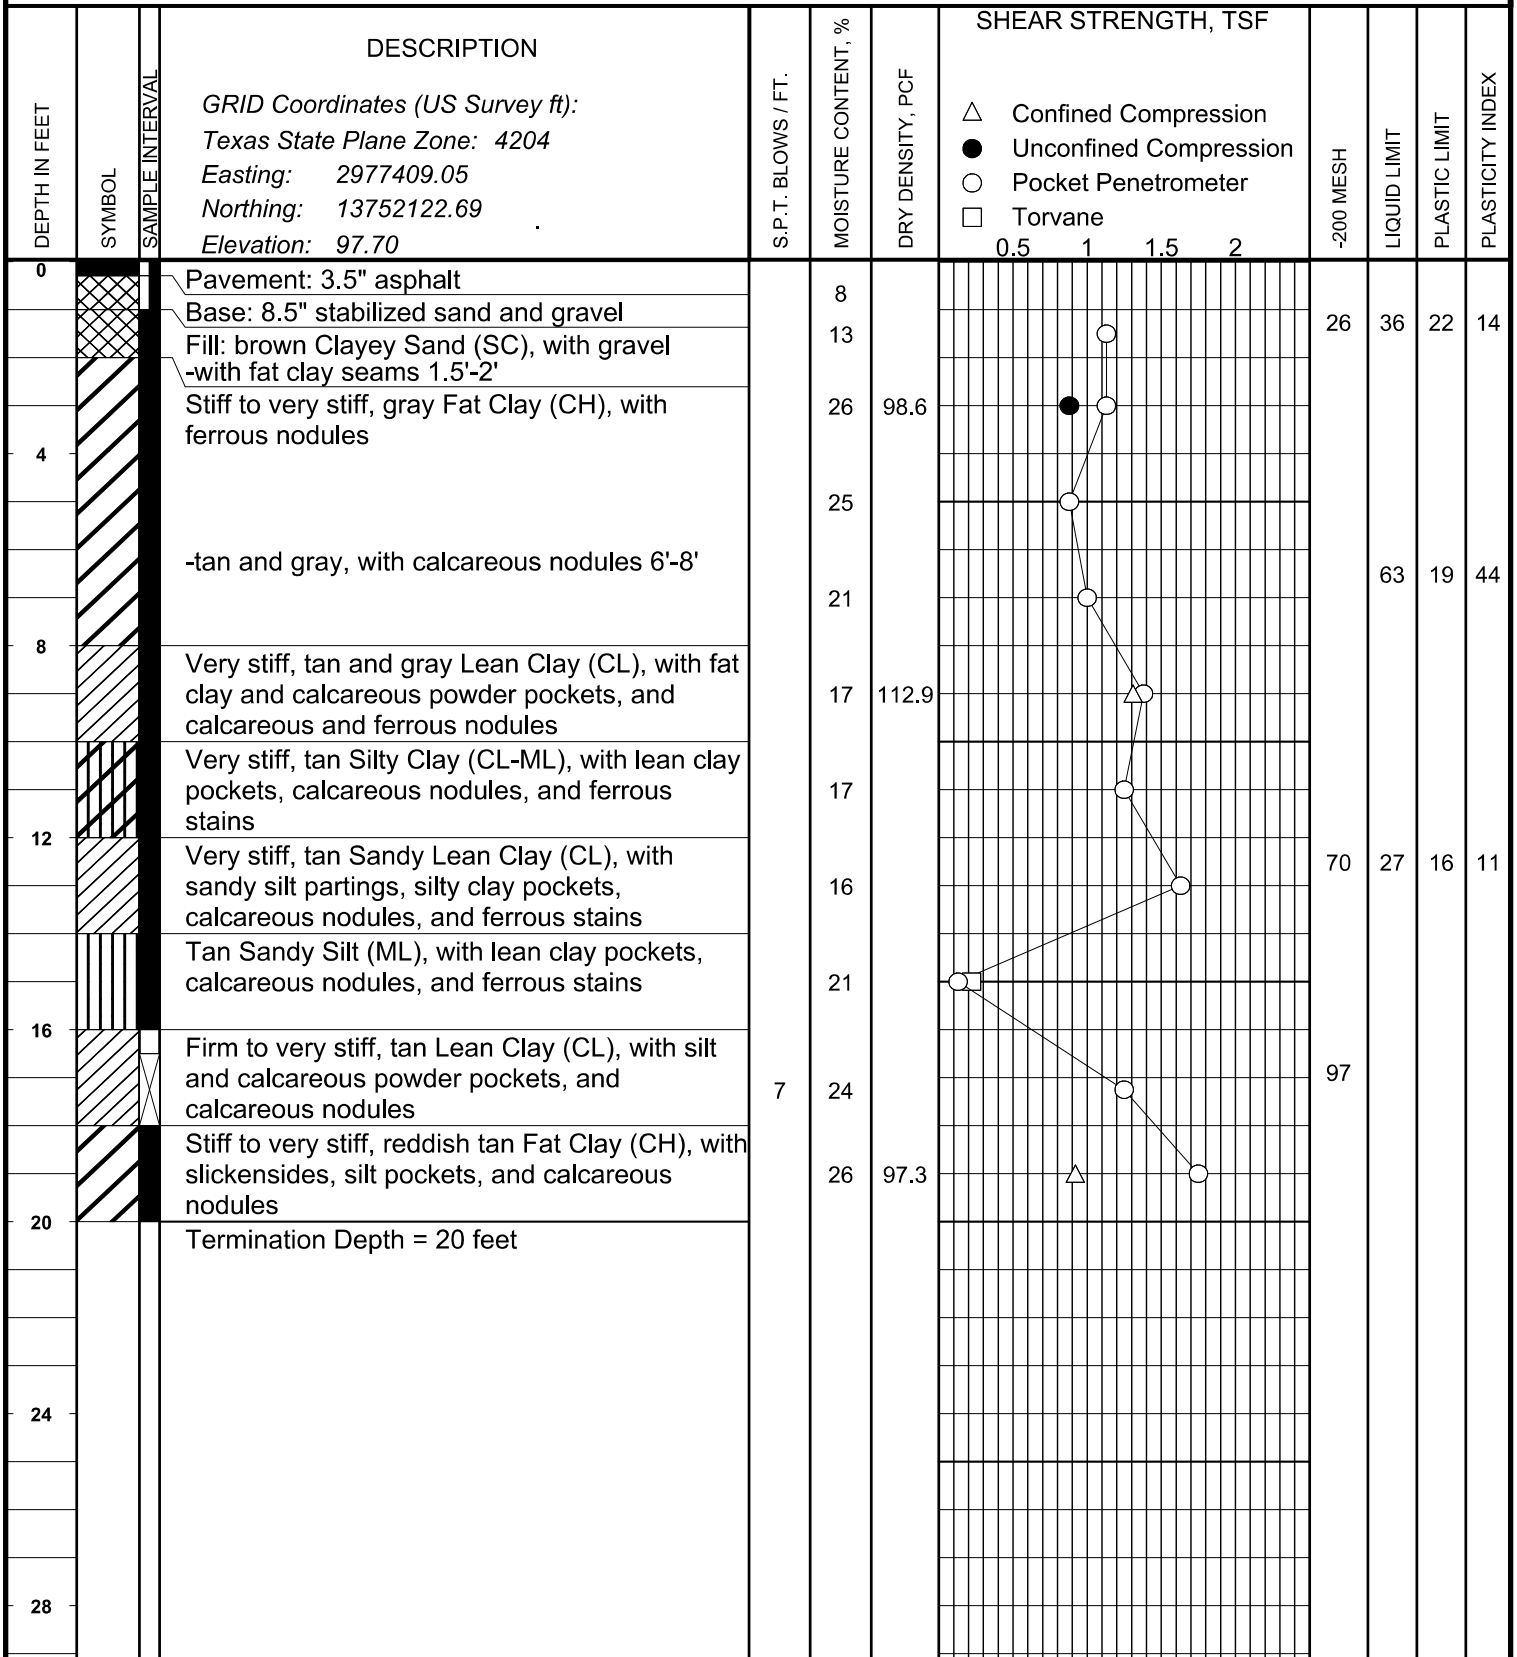 DEPTH IN FEET
SYMBOL
SAMPLE INTERVAL
DESCRIPTION
GRID Coordinates (US Survey ft):
Texas State Plane Zone: 4204
Easting: 2977409.05
Northing: 13752122.69
Elevation: 97.70
S.P.T. BLOWS / FT.
MOISTURE CONTENT, %
DRY DENSITY, PCF
SHEAR STRENGTH, TSF
Confined Compression
Unconfined Compression
Pocket Penetrometer
Torvane
0.5 1 1.5 2
-200 MESH
LIQUID LIMIT
PLASTIC LIMIT
PLASTICITY INDEX
0
Pavement: 3.5" asphalt
8
Base: 8.5" stabilized sand and gravel
26 36 22 14
13
Fill: brown Clayey Sand (SC), with gravel
-with fat clay seams 1.5'-2'
Stiff to very stiff, gray Fat Clay (CH), with
26 98.6
ferrous nodules
4
25
-tan and gray, with calcareous nodules 6'-8'
63 19 44
21
8
Very stiff, tan and gray Lean Clay (CL), with fat
clay and calcareous powder pockets, and
17 112.9
calcareous and ferrous nodules
Very stiff, tan Silty Clay (CL-ML), with lean clay
pockets, calcareous nodules, and ferrous
17
stains
12
Very stiff, tan Sandy Lean Clay (CL), with
70 27 16 11
sandy silt partings, silty clay pockets,
16
calcareous nodules, and ferrous stains
Tan Sandy Silt (ML), with lean clay pockets,
calcareous nodules, and ferrous stains
21
16
Firm to very stiff, tan Lean Clay (CL), with silt
97
and calcareous powder pockets, and
7 24
calcareous nodules
Stiff to very stiff, reddish tan Fat Clay (CH), with
slickensides, silt pockets, and calcareous
26 97.3
nodules
20
Termination Depth = 20 feet
24
28